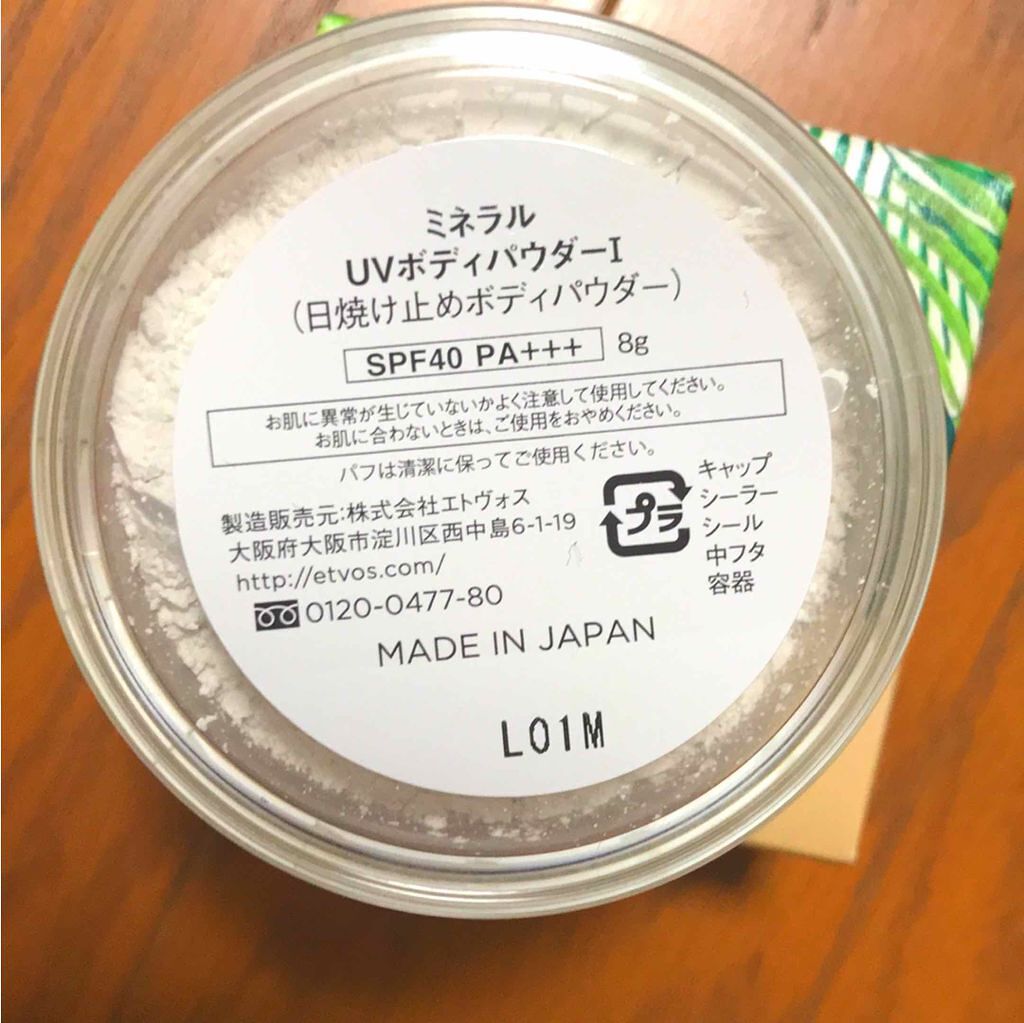 ミネラル
UVボディパウダーI
(日焼け止めボディパウダー)
SPF40 PA+++ 8g
お肌に異常が生じていないかよく注意して使用してください。
お肌に合わないときは、ご使用をおやめください。
パフは清潔に保ってご使用ください。
製造販売元:株式会社エトヴォス
大阪府大阪市淀川区西中島6-1-19
http://etvos.com/
0120-0477-80
プラ
キャップ
シーラー
シール
中フタ
容器
MADE IN JAPAN
L01M